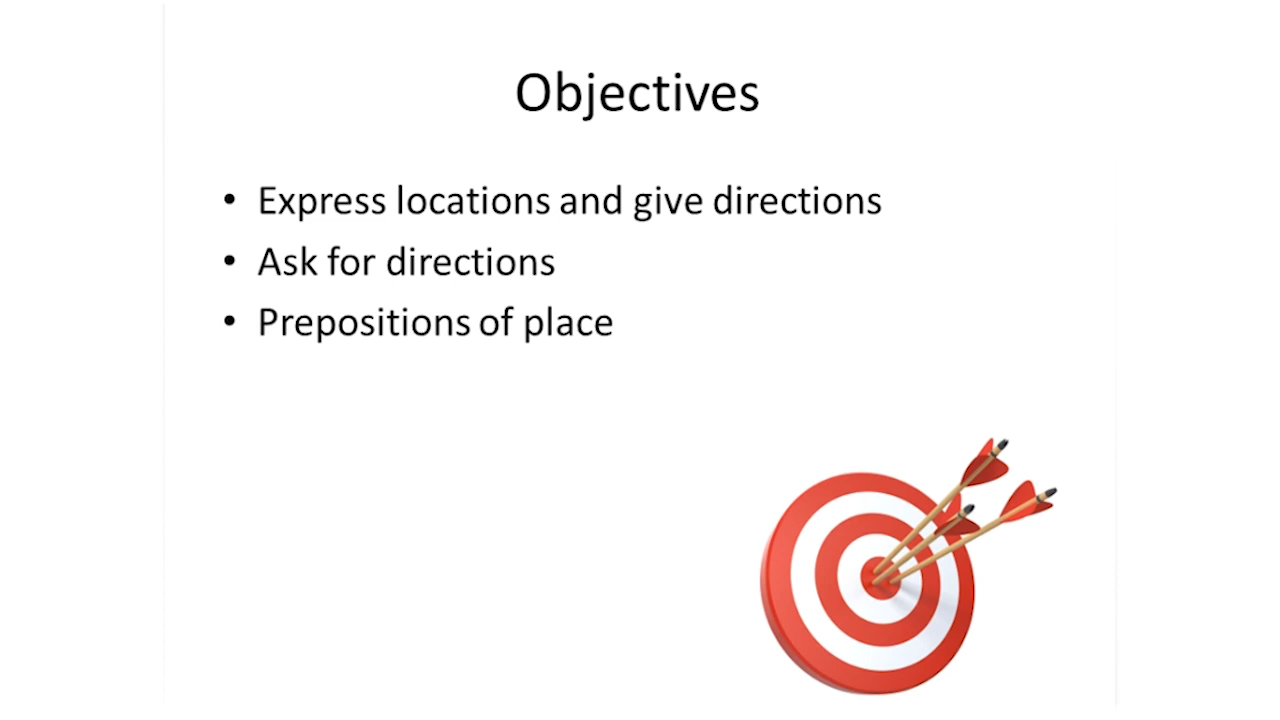 Objectives
• Express locations and give directions
• Ask for directions
• Prepositions of place